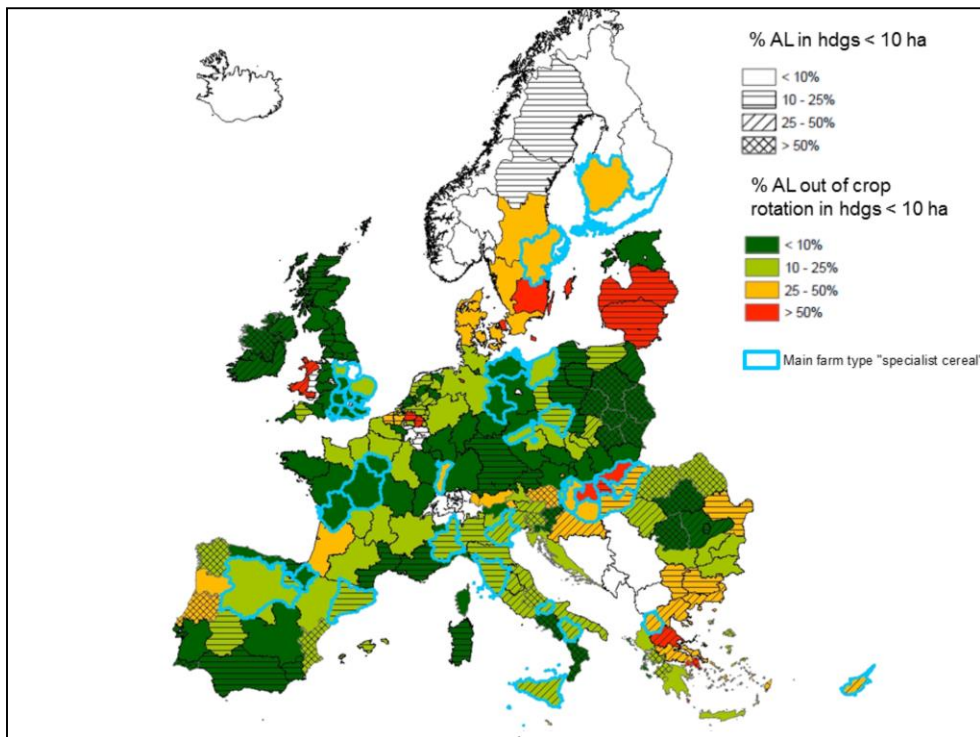 % AL in hdgs < 10 ha
< 10%
10 - 25%
25 - 50%
> 50%
% AL out of crop
rotation in hdgs < 10 ha
< 10%
10 - 25%
25 - 50%
> 50%
Main farm type "specialist cereal"